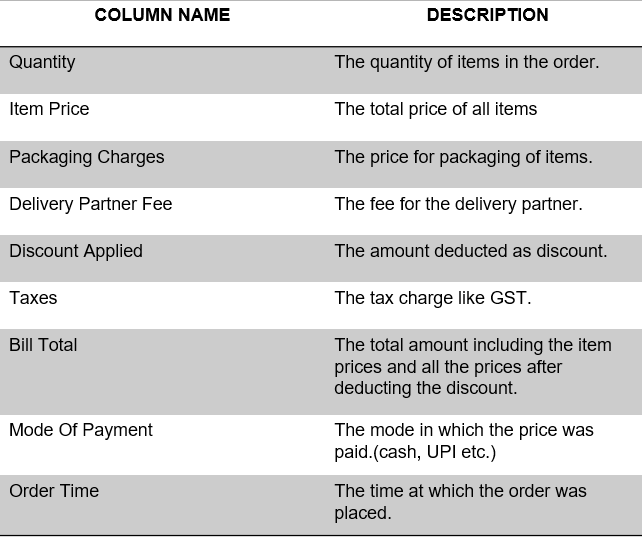 COLUMN NAME DESCRIPTION
Quantity The quantity of items in the order.
Item Price The total price of all items
Packaging Charges The price for packaging of items.
Delivery Partner Fee The fee for the delivery partner.
Discount Applied The amount deducted as discount.
Taxes The tax charge like GST.
Bill Total The total amount including the item
prices and all the prices after
deducting the discount.
Mode Of Payment The mode in which the price was
paid.(cash, UPI etc.)
Order Time The time at which the order was
placed.